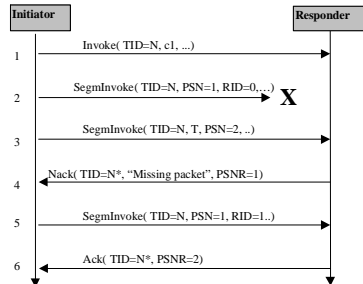 Initiator
Responder
Invoke( TID=N, c1, ...)
1
SegmInvoke( TID=N, PSN=1, RID=0,…)
2
X
SegmInvoke( TID=N, T, PSN=2, ..)
3
Nack( TID=N*, “Missing packet”, PSNR=1)
4
SegmInvoke( TID=N, PSN=1, RID=1..)
5
Ack( TID=N*, PSNR=2)
6